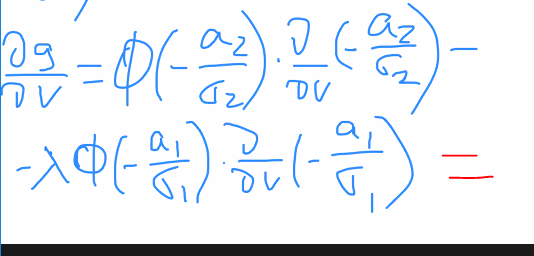 ∂g/∂v = φ(-a₂/σ₂) · ∂/∂v (-a₂/σ₂) -
-λφ(-a₁/σ₁) · ∂/∂v (-a₁/σ₁) =